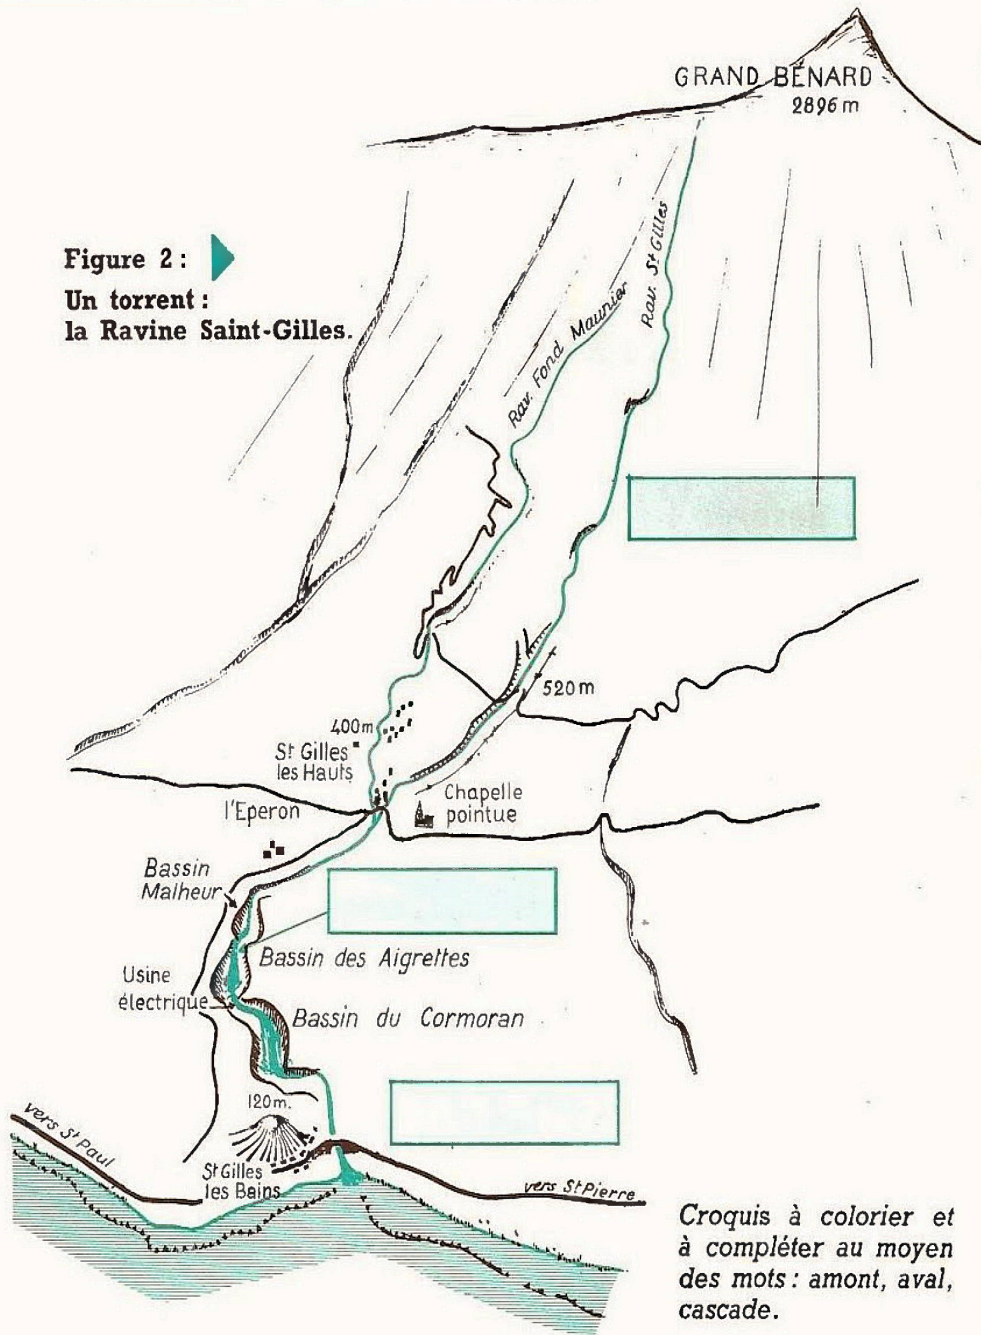 GRAND BÉNARD
2896 m
Figure 2 :
Un torrent :
la Ravine Saint-Gilles.
Rav. St Gilles
Rav. Fond Maunier
520 m
400m
St Gilles
les Hauts
l'Eperon
Chapelle
pointue
Bassin
Malheur
Bassin des Aigrettes
Usine
électrique
Bassin du Cormoran
120 m.
vers St Paul
St Gilles
les Bains
vers St Pierre
Croquis à colorier et
à compléter au moyen
des mots : amont, aval,
cascade.